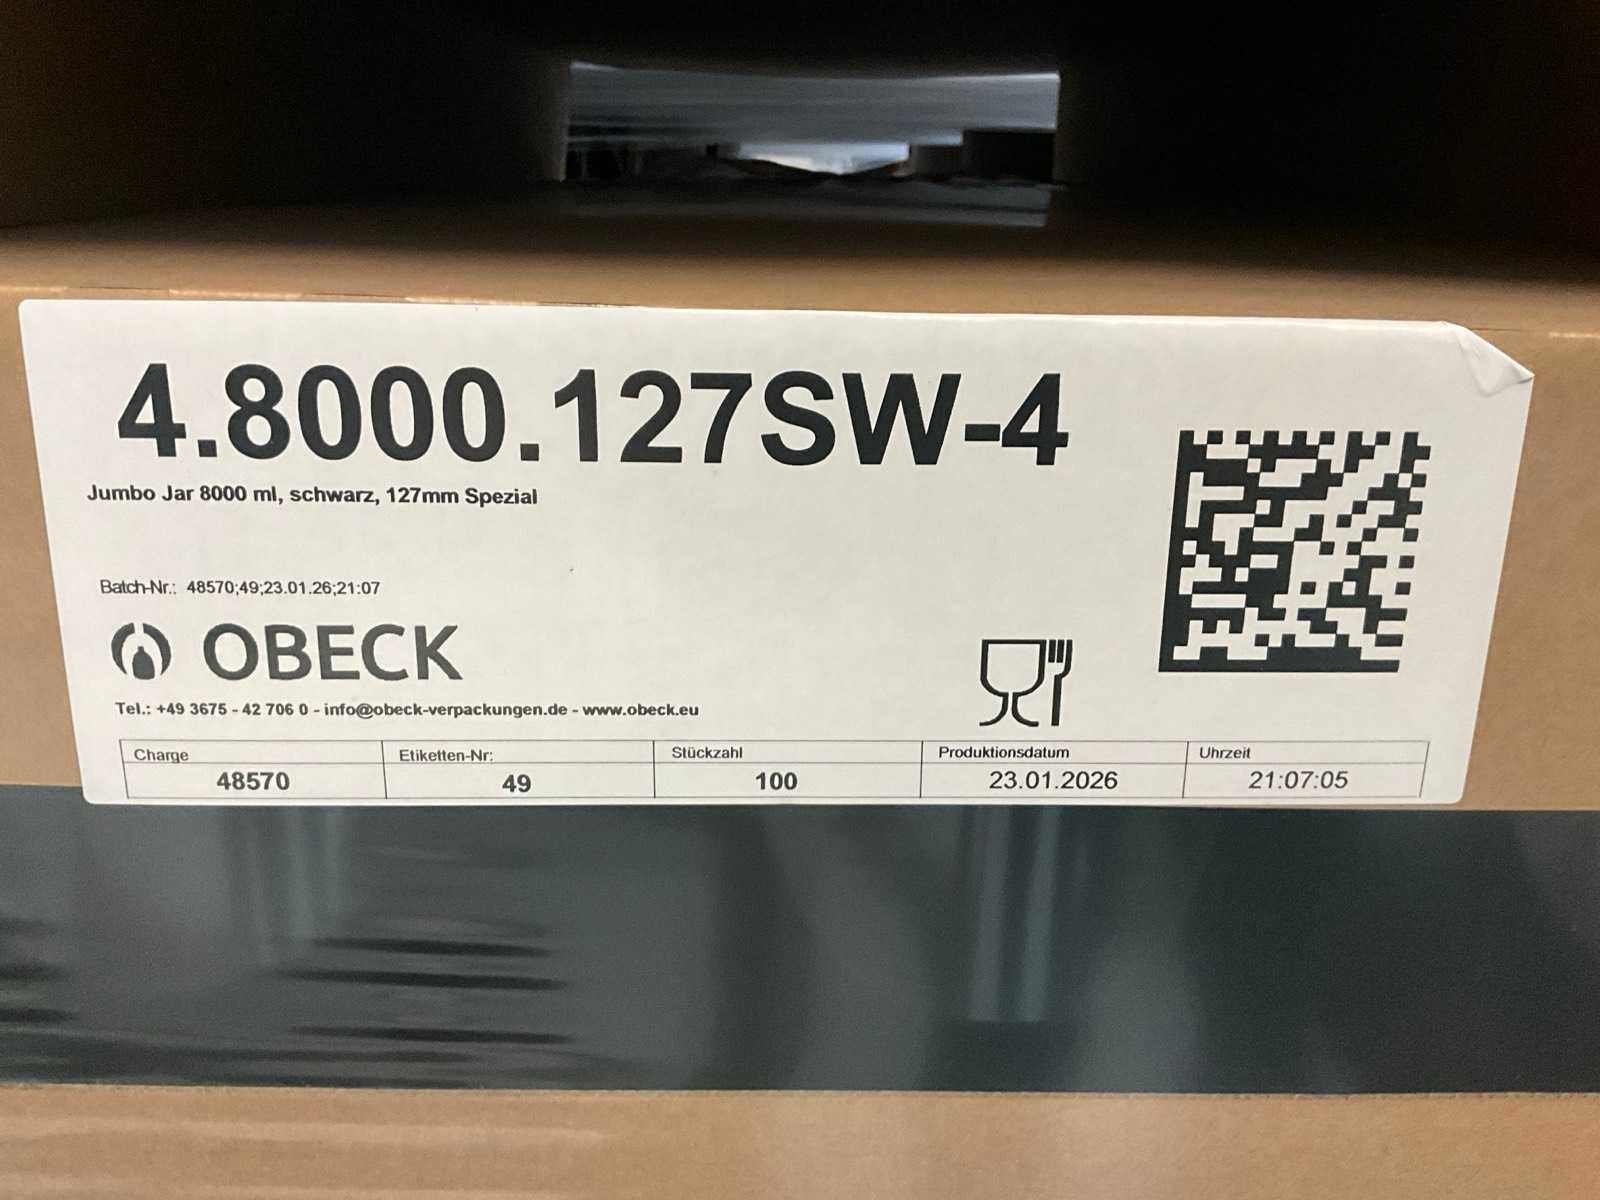 4.8000.127SW-4
Jumbo Jar 8000 ml, schwarz, 127mm Spezial
Batch-Nr.: 48570;49;23.01.26;21:07
OBECK
Tel.: +49 3675 - 42 706 0 - info@obeck-verpackungen.de - www.obeck.eu
Charge Etiketten-Nr: Stückzahl Produktionsdatum Uhrzeit
48570 49 100 23.01.2026 21:07:05